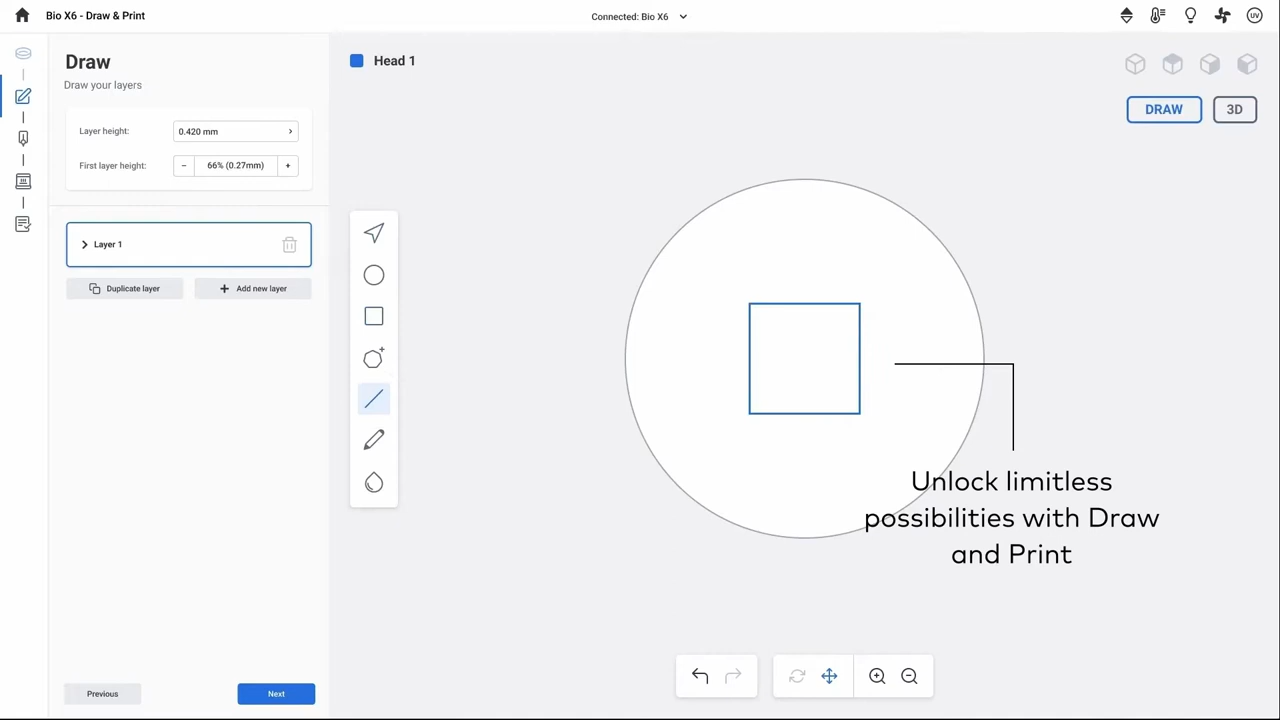 Bio X6 - Draw & Print
Connected: Bio X6
UV
Draw
Draw your layers
Layer height:
0.420 mm
First layer height:
− 66% (0.27mm) +
Layer 1
Duplicate layer
+ Add new layer
Previous
Next
Head 1
DRAW
3D
Unlock limitless
possibilities with Draw
and Print